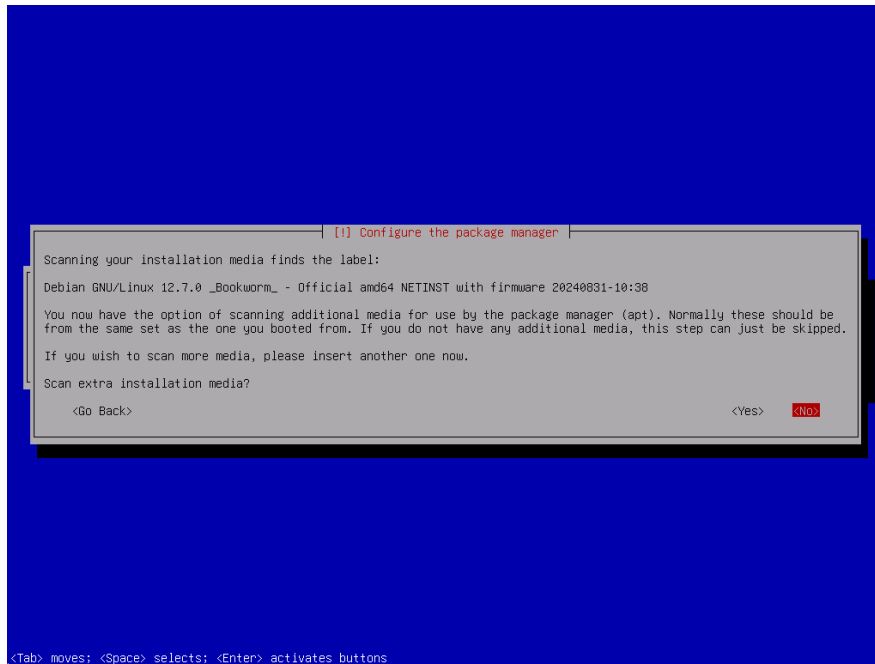 [!] Configure the package manager
Scanning your installation media finds the label:
Debian GNU/Linux 12.7.0 _Bookworm_ - Official amd64 NETINST with firmware 20240831-10:38
You now have the option of scanning additional media for use by the package manager (apt). Normally these should be
from the same set as the one you booted from. If you do not have any additional media, this step can just be skipped.
If you wish to scan more media, please insert another one now.
Scan extra installation media?
<Go Back> <Yes> <No>
<Tab> moves; <Space> selects; <Enter> activates buttons